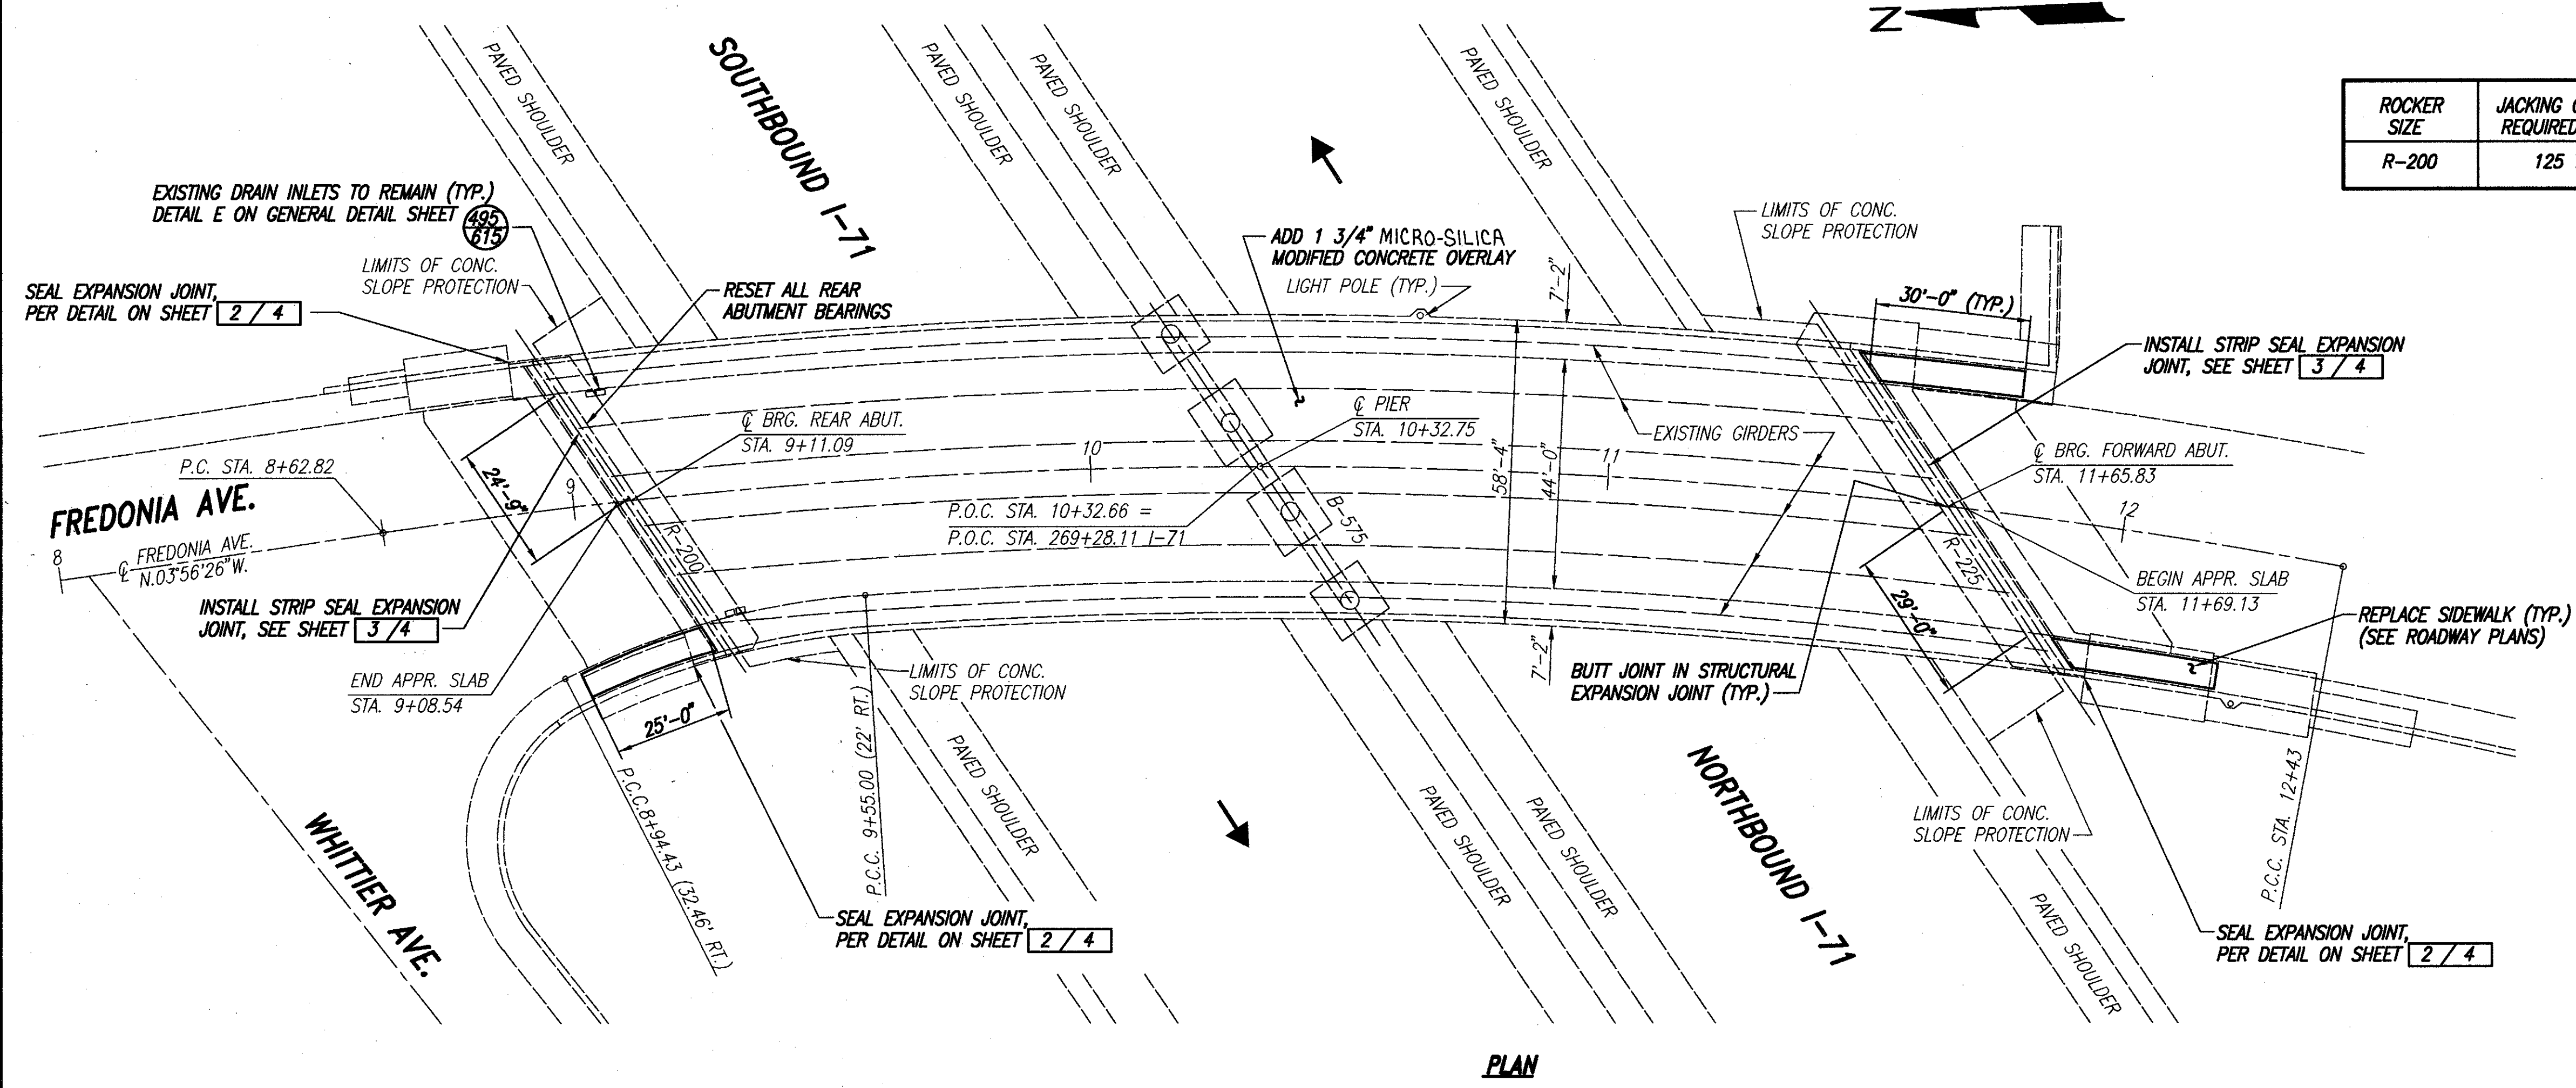 N
ROCKER
SIZE
JACKING
REQUIRED
R-200
125
PAVED SHOULDER
SOUTHBOUND I-71
PAVED SHOULDER
PAVED SHOULDER
PAVED SHOULDER
EXISTING DRAIN INLETS TO REMAIN (TYP.)
DETAIL E ON GENERAL DETAIL SHEET
495
615
LIMITS OF CONC.
SLOPE PROTECTION
SEAL EXPANSION JOINT,
PER DETAIL ON SHEET 2 / 4
RESET ALL REAR
ABUTMENT BEARINGS
ADD 1 3/4" MICRO-SILICA
MODIFIED CONCRETE OVERLAY
LIGHT POLE (TYP.)
7'-2"
LIMITS OF CONC.
SLOPE PROTECTION
30'-0" (TYP.)
INSTALL STRIP SEAL EXPANSION
JOINT, SEE SHEET 3 / 4
℄ BRG. REAR ABUT.
STA. 9+11.09
℄ PIER
STA. 10+32.75
EXISTING GIRDERS
℄ BRG. FORWARD ABUT.
STA. 11+65.83
P.C. STA. 8+62.82
24'-9"
9
10
11
12
58'-4"
44'-0"
FREDONIA AVE.
8
℄ FREDONIA AVE.
N.03°56'26"W.
R-200
P.O.C. STA. 10+32.66 =
P.O.C. STA. 269+28.11 I-71
B-575
R-225
BEGIN APPR. SLAB
STA. 11+69.13
INSTALL STRIP SEAL EXPANSION
JOINT, SEE SHEET 3 / 4
29'-0"
REPLACE SIDEWALK (TYP.)
(SEE ROADWAY PLANS)
END APPR. SLAB
STA. 9+08.54
LIMITS OF CONC.
SLOPE PROTECTION
7'-2"
BUTT JOINT IN STRUCTURAL
EXPANSION JOINT (TYP.)
25'-0"
P.C.C. 8+94.43 (32.46' RT.)
P.C.C. 9+55.00 (22' RT.)
PAVED SHOULDER
PAVED SHOULDER
PAVED SHOULDER
NORTHBOUND I-71
LIMITS OF CONC.
SLOPE PROTECTION
P.C.C. STA. 12+43
WHITTIER AVE.
PAVED SHOULDER
SEAL EXPANSION JOINT,
PER DETAIL ON SHEET 2 / 4
SEAL EXPANSION JOINT,
PER DETAIL ON SHEET 2 / 4
PLAN